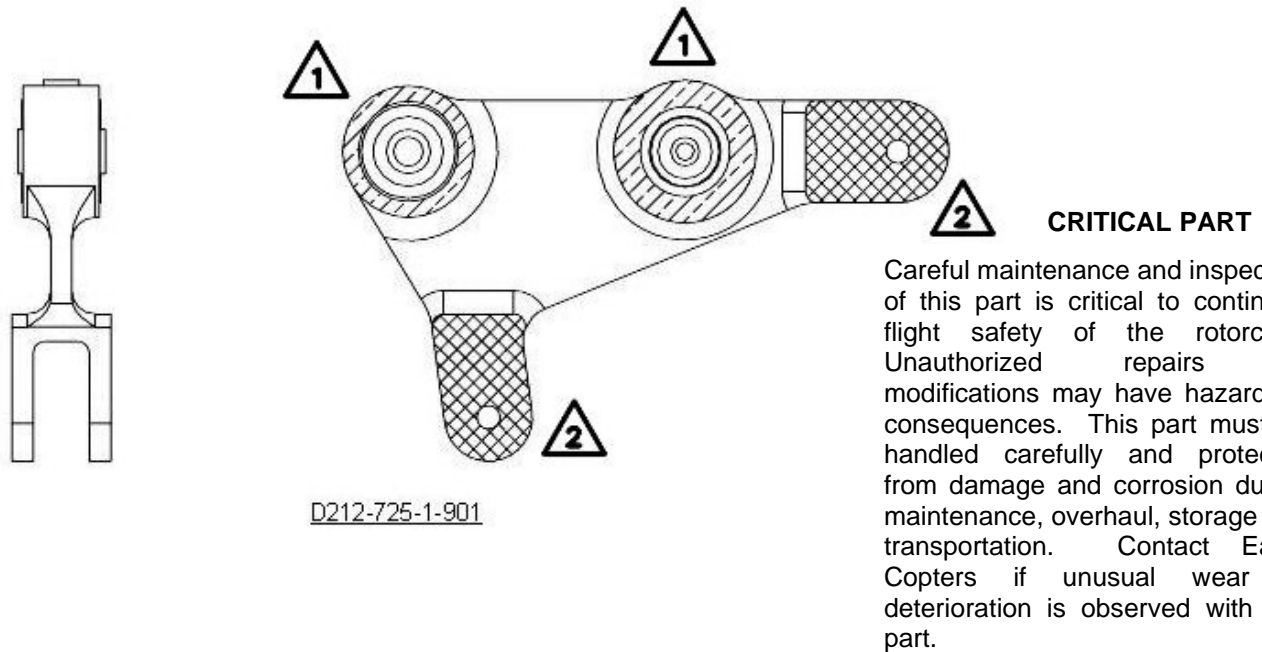 1
1
2
CRITICAL PART
Careful maintenance and inspec
of this part is critical to contin
flight safety of the rotorc
Unauthorized repairs
modifications may have hazard
consequences. This part must
handled carefully and protec
from damage and corrosion du
maintenance, overhaul, storage
transportation. Contact Ea
Copters if unusual wear
deterioration is observed with
part.
2
D212-725-1-901